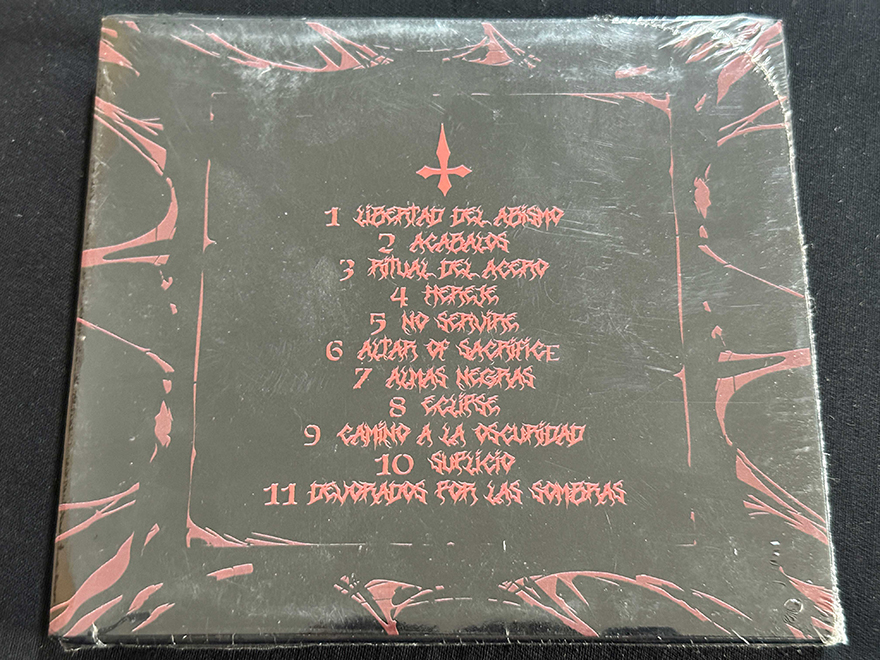 1 LIBERTAD DEL ABISMO
2 ACABALOS
3 RITUAL DEL ACERO
4 HEREJE
5 NO SERVIRE
6 ALTAR OF SACRIFICE
7 ALMAS NEGRAS
8 ECLIPSE
9 CAMINO A LA OSCURIDAD
10 SUPLICIO
11 DEVORADOS POR LAS SOMBRAS